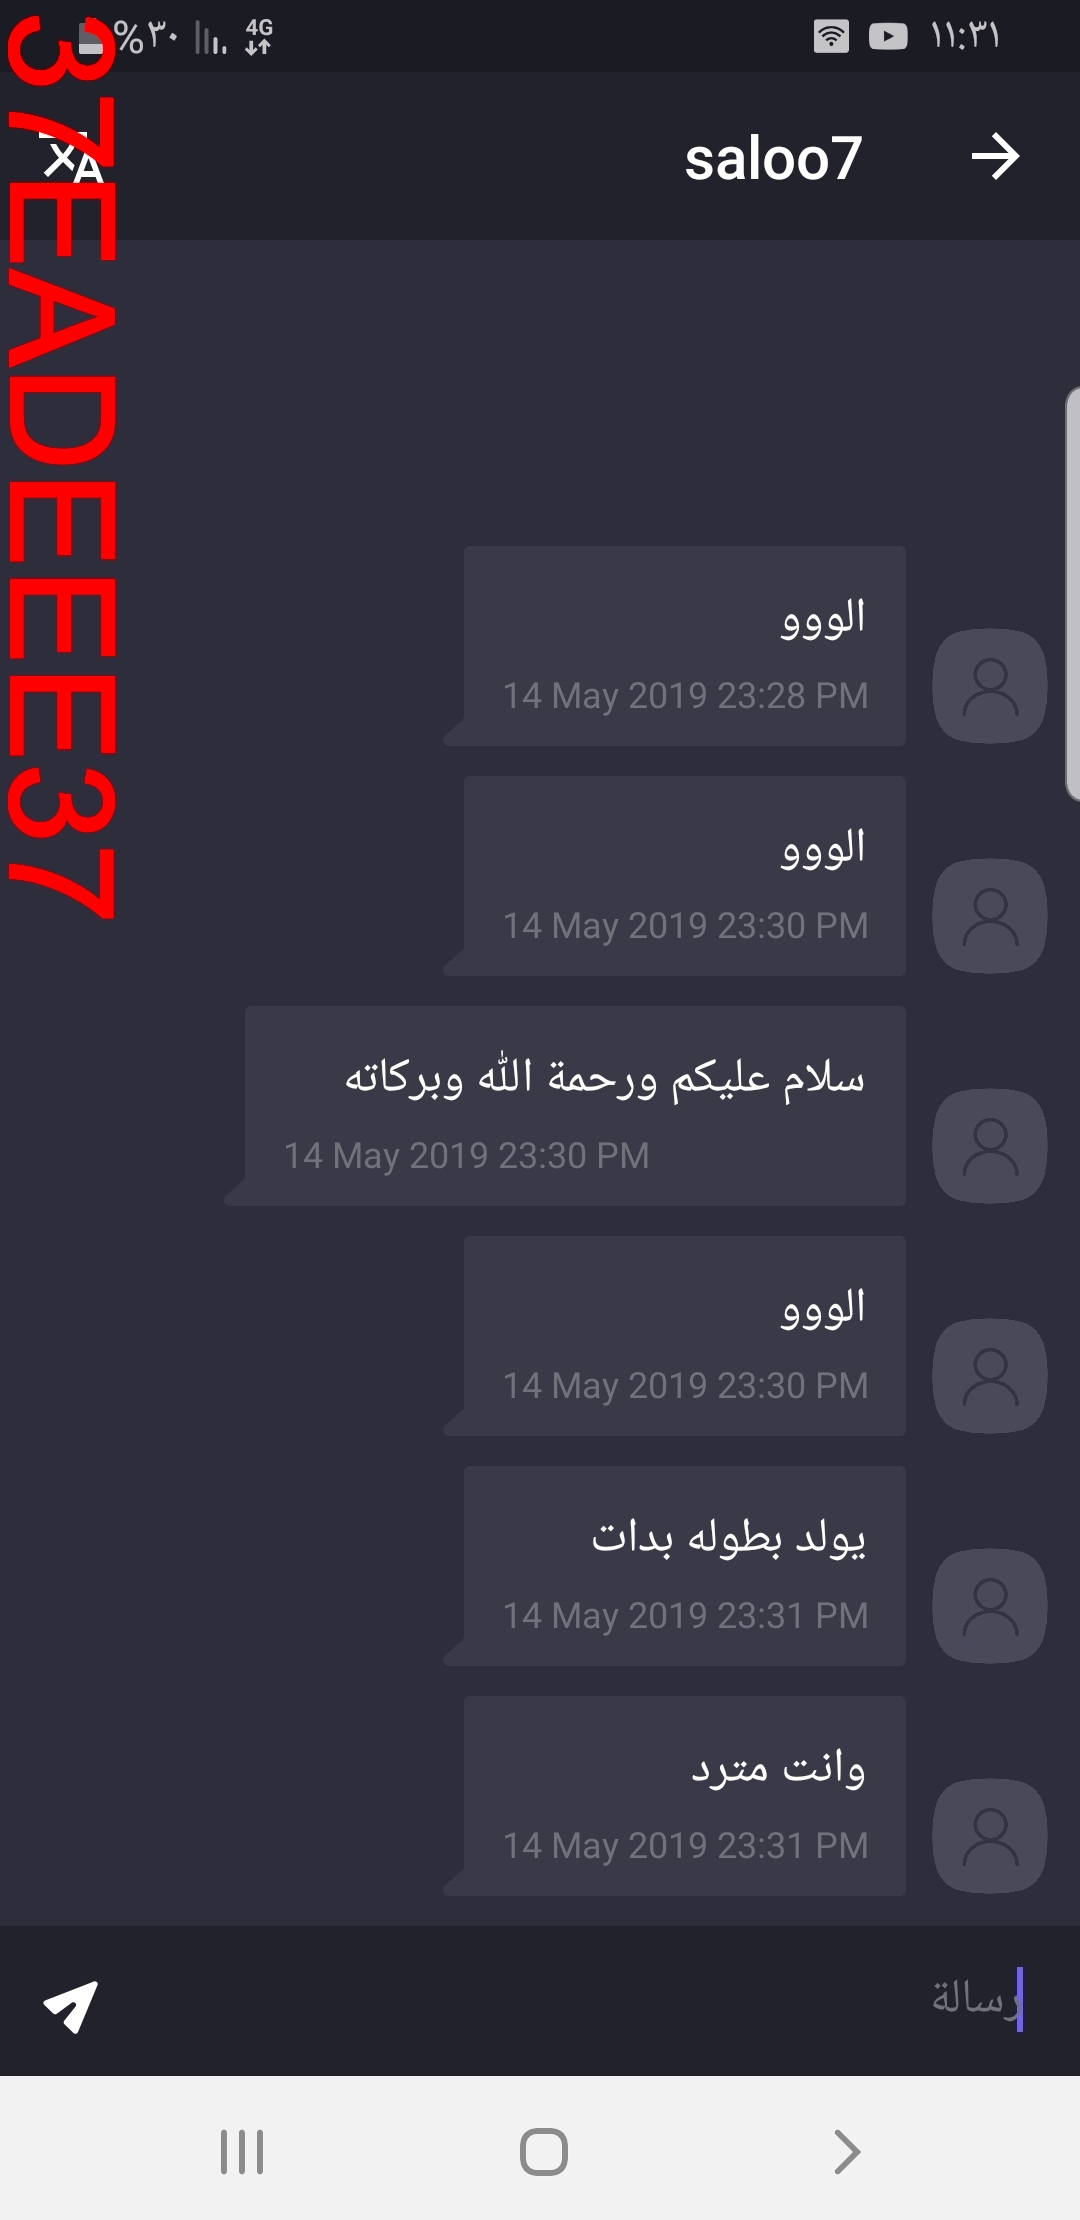 ١١:٣١
4G
%٣٠
saloo7
37EADEEE37
الووو
14 May 2019 23:28 PM
الووو
14 May 2019 23:30 PM
سلام عليكم ورحمة الله وبركاته
14 May 2019 23:30 PM
الووو
14 May 2019 23:30 PM
يولد بطوله بدات
14 May 2019 23:31 PM
وانت مترد
14 May 2019 23:31 PM
رسالة